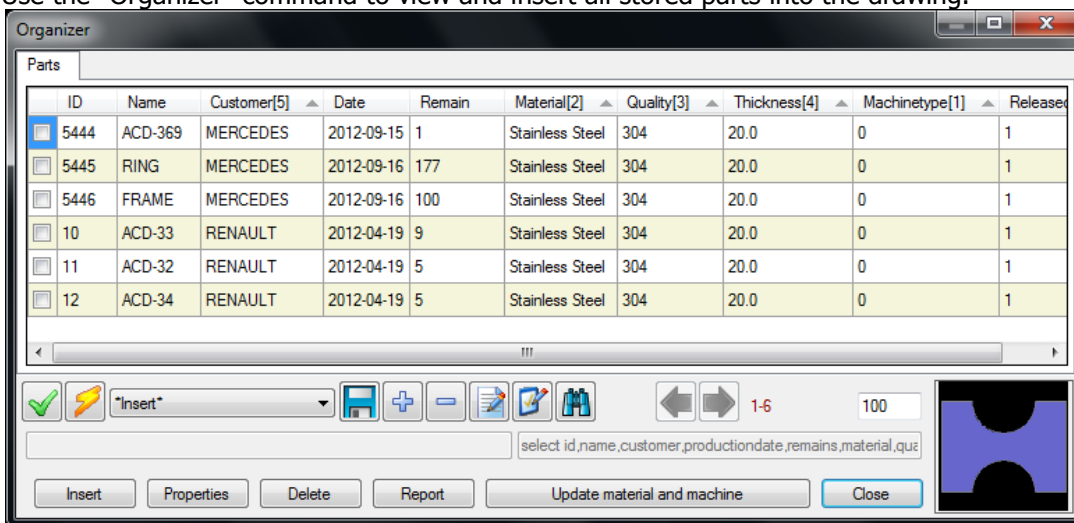 Use the "Organizer" command to view and insert all stored parts into the drawing.
Organizer
Parts
ID Name Customer[5] Date Remain Material[2] Quality[3] Thickness[4] Machinetype[1] Released
5444 ACD-369 MERCEDES 2012-09-15 1 Stainless Steel 304 20.0 0 1
5445 RING MERCEDES 2012-09-16 177 Stainless Steel 304 20.0 0 1
5446 FRAME MERCEDES 2012-09-16 100 Stainless Steel 304 20.0 0 1
10 ACD-33 RENAULT 2012-04-19 9 Stainless Steel 304 20.0 0 1
11 ACD-32 RENAULT 2012-04-19 5 Stainless Steel 304 20.0 0 1
12 ACD-34 RENAULT 2012-04-19 5 Stainless Steel 304 20.0 0 1
*Insert* 1-6 100
select id,name,customer,productiondate,remains,material,qua
Insert Properties Delete Report Update material and machine Close